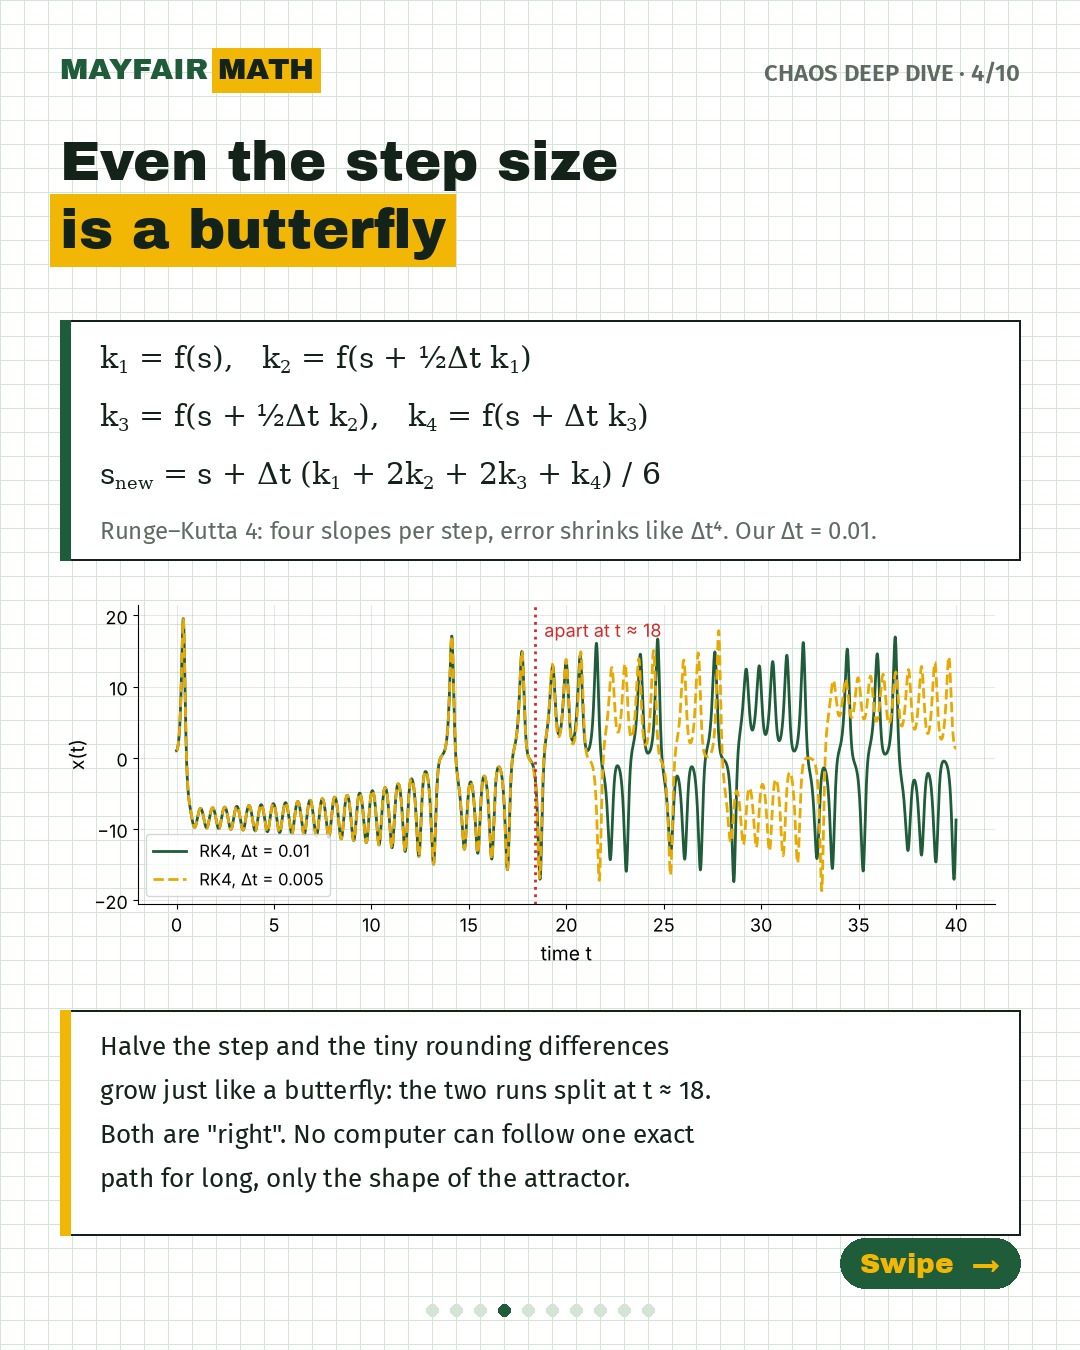 MAYFAIR MATH
CHAOS DEEP DIVE · 4/10
Even the step size
is a butterfly
k₁ = f(s), k₂ = f(s + ½Δt k₁)
k₃ = f(s + ½Δt k₂), k₄ = f(s + Δt k₃)
sₙₑw = s + Δt (k₁ + 2k₂ + 2k₃ + k₄) / 6
Runge–Kutta 4: four slopes per step, error shrinks like Δt⁴. Our Δt = 0.01.
20
10
0
−10
−20
x(t)
apart at t ≈ 18
RK4, Δt = 0.01
RK4, Δt = 0.005
0 5 10 15 20 25 30 35 40
time t
Halve the step and the tiny rounding differences
grow just like a butterfly: the two runs split at t ≈ 18.
Both are "right". No computer can follow one exact
path for long, only the shape of the attractor.
Swipe →